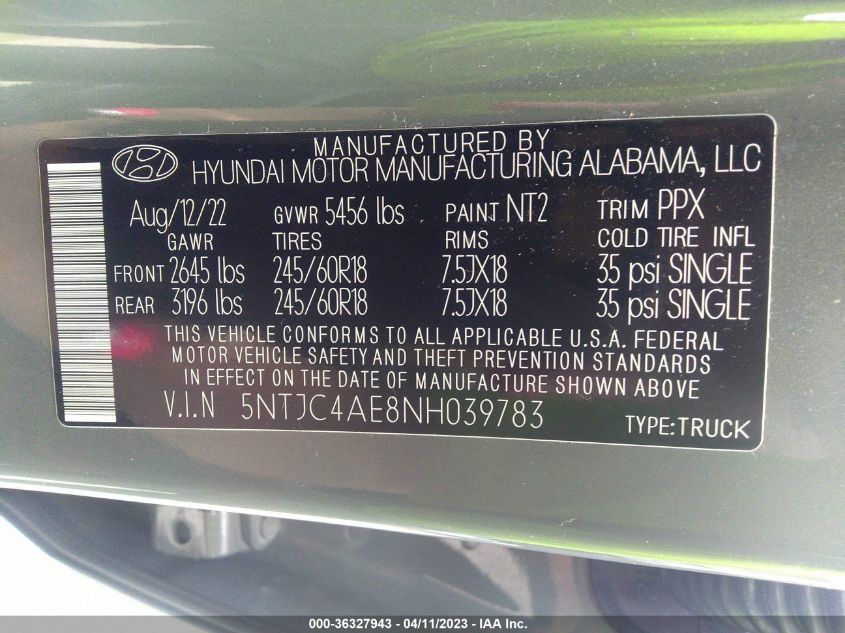 MANUFACTURED BY
HYUNDAI MOTOR MANUFACTURING ALABAMA, LLC
Aug/12/22 GVWR 5456 lbs PAINT NT2 TRIM PPX
GAWR TIRES RIMS COLD TIRE INFL
FRONT 2645 lbs 245/60R18 7.5JX18 35 psi SINGLE
REAR 3196 lbs 245/60R18 7.5JX18 35 psi SINGLE
THIS VEHICLE CONFORMS TO ALL APPLICABLE U.S.A. FEDERAL
MOTOR VEHICLE SAFETY AND THEFT PREVENTION STANDARDS
IN EFFECT ON THE DATE OF MANUFACTURE SHOWN ABOVE.
V.I.N 5NTJC4AE8NH039783 TYPE:TRUCK
000-36327943 - 04/11/2023 - IAA Inc.